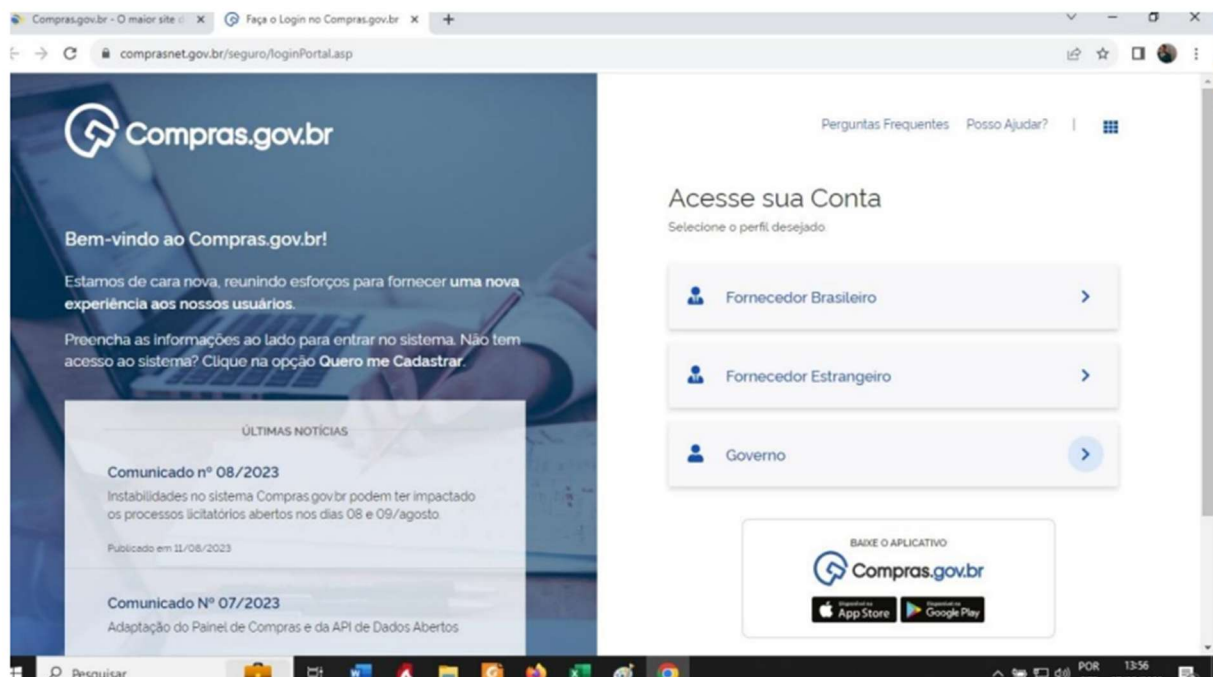 Compras.gov.br - O maior site d
Faça o Login no Compras.gov.br
comprasnet.gov.br/seguro/loginPortal.asp
Compras.gov.br
Bem-vindo ao Compras.gov.br!
Estamos de cara nova, reunindo esforços para fornecer uma nova
experiência aos nossos usuários.
Preencha as informações ao lado para entrar no sistema. Não tem
acesso ao sistema? Clique na opção Quero me Cadastrar.
ÚLTIMAS NOTÍCIAS
Comunicado nº 08/2023
Instabilidades no sistema Compras.gov.br podem ter impactado
os processos licitatórios abertos nos dias 08 e 09/agosto.
Publicado em 11/08/2023
Comunicado Nº 07/2023
Adaptação do Painel de Compras e da API de Dados Abertos
Perguntas Frequentes Posso Ajudar? |
Acesse sua Conta
Selecione o perfil desejado.
Fornecedor Brasileiro
Fornecedor Estrangeiro
Governo
BAIXE O APLICATIVO
Compras.gov.br
Disponível na
App Store
Disponível no
Google Play
Pesquisar
POR
13:56